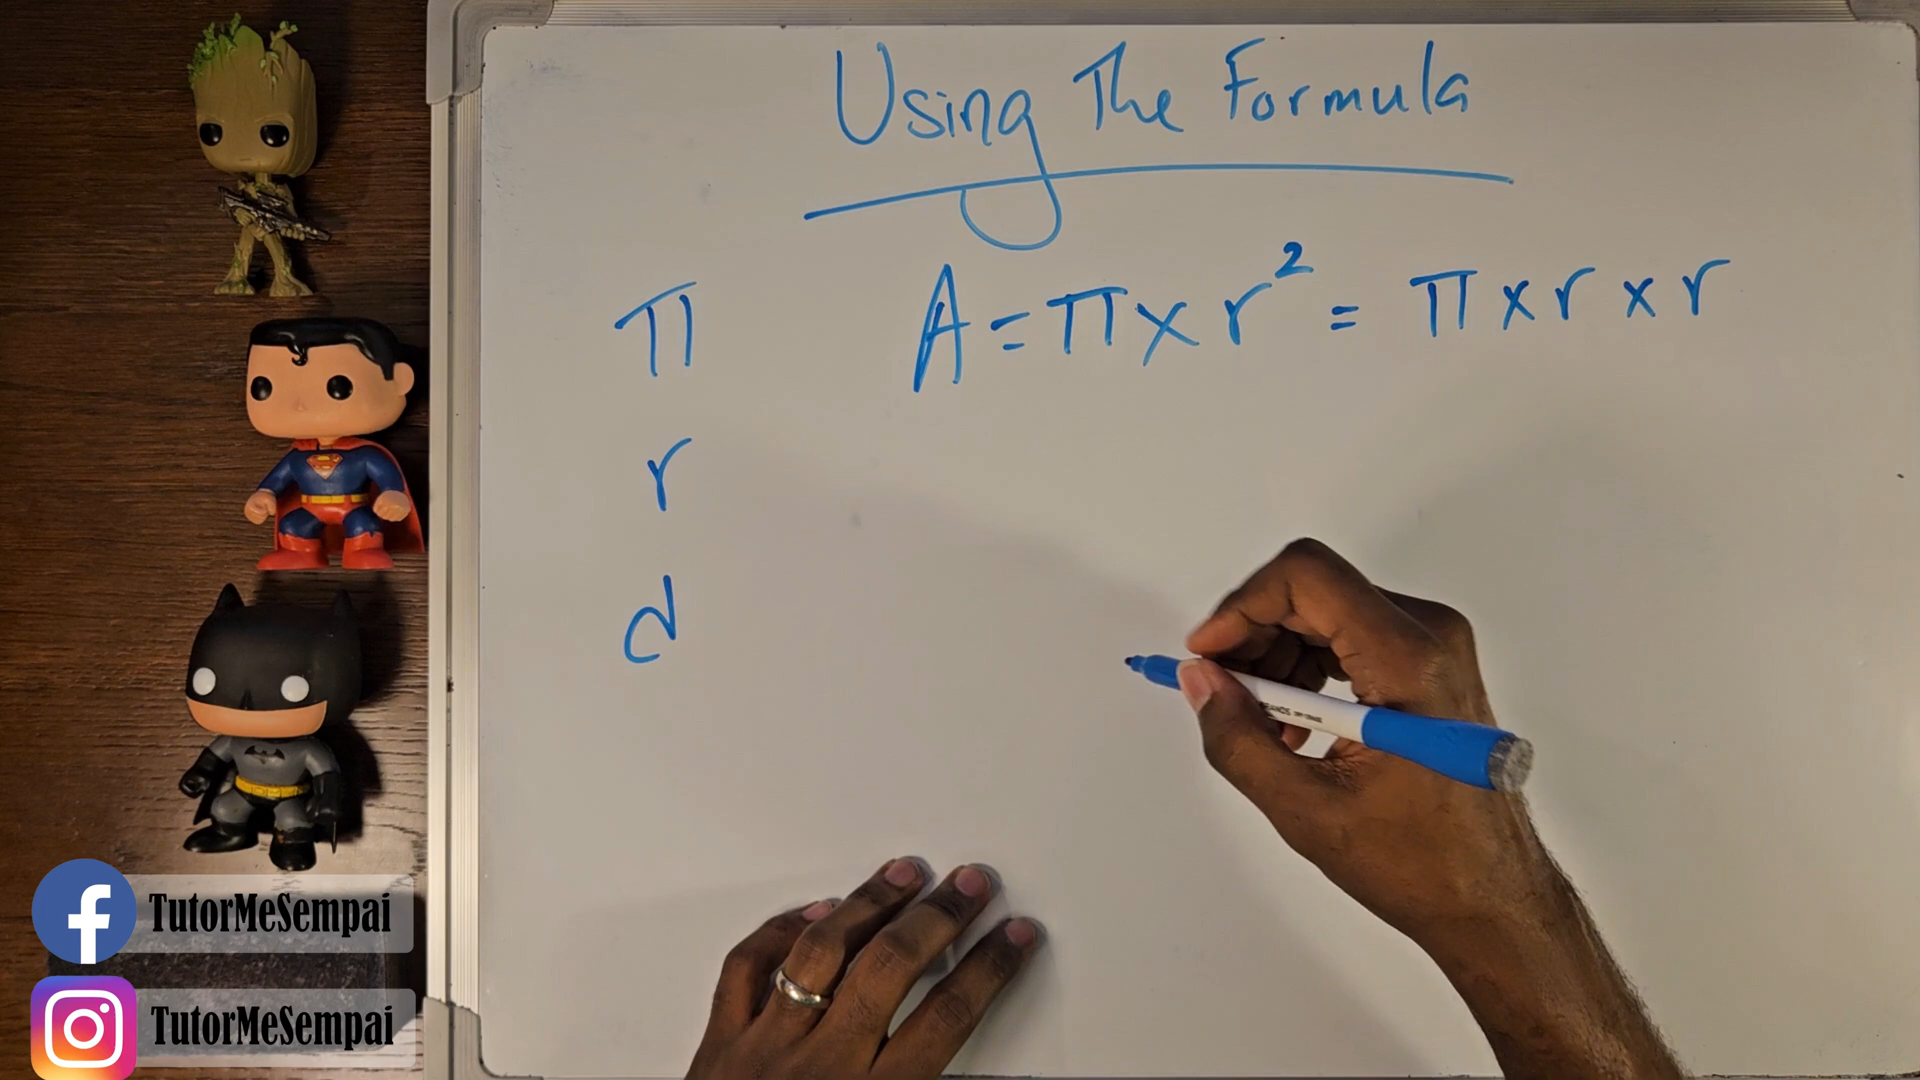 Using The Formula
π A = π x r² = π x r x r
r
d
TutorMeSempai
TutorMeSempai